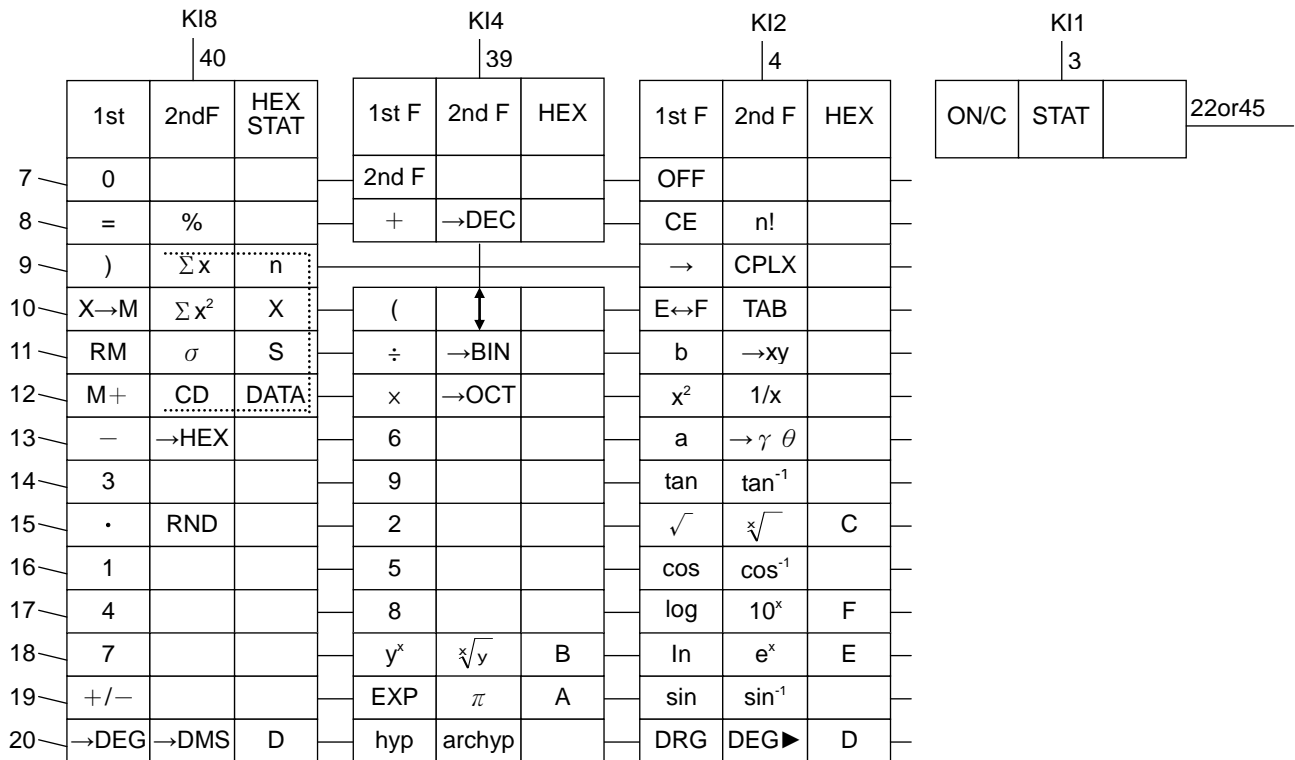 KI8 KI4 KI2 KI1
40 39 4 3
1st 2ndF HEX STAT 1st F 2nd F HEX 1st F 2nd F HEX ON/C STAT 22or45
7 0 2nd F OFF
8 = % + →DEC CE n!
9 ) Σx n → CPLX
10 X→M Σx² X ( E↔F TAB
11 RM σ S ÷ →BIN b →xy
12 M+ CD DATA × →OCT x² 1/x
13 − →HEX 6 a →γ θ
14 3 9 tan tan⁻¹
15 · RND 2 √ ˣ√ C
16 1 5 cos cos⁻¹
17 4 8 log 10ˣ F
18 7 yˣ ˣ√y B In eˣ E
19 +/− EXP π A sin sin⁻¹
20 →DEG →DMS D hyp archyp DRG DEG► D